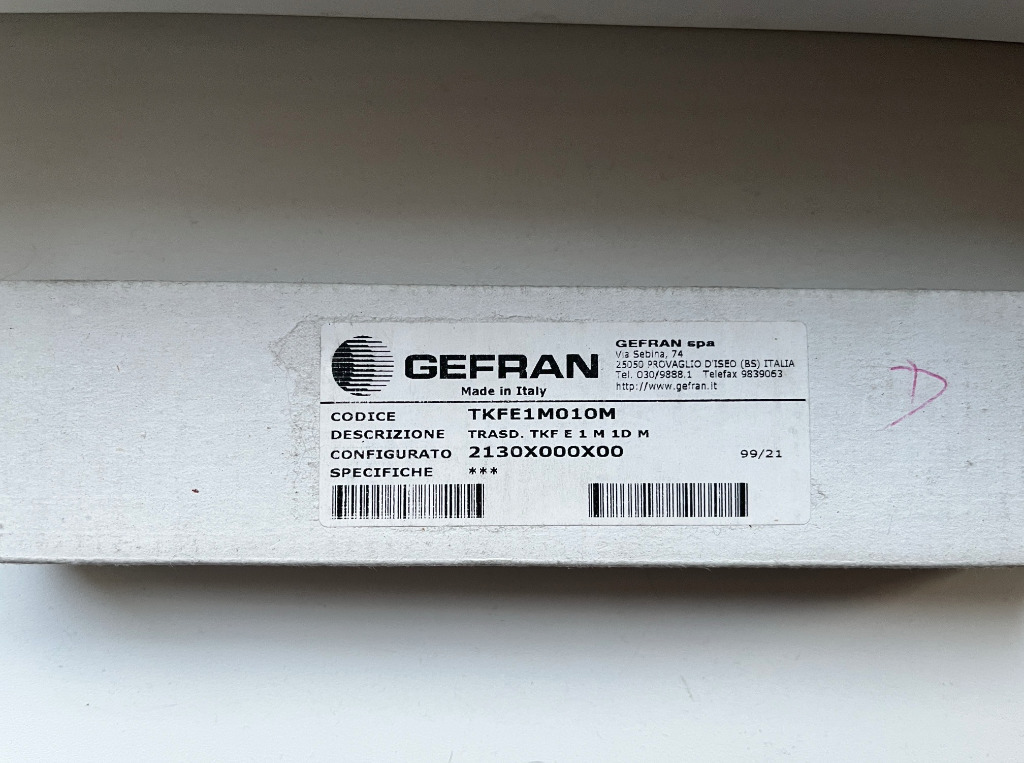 GEFRAN
Made in Italy
GEFRAN spa
Via Sebina, 74
25050 PROVAGLIO D'ISEO (BS) ITALIA
Tel. 030/9888.1 Telefax 9839063
http://www.gefran.it
CODICE TKFE1M010M
DESCRIZIONE TRASD. TKF E 1 M 1D M
CONFIGURATO 2130X000X00 99/21
SPECIFICHE ***
D